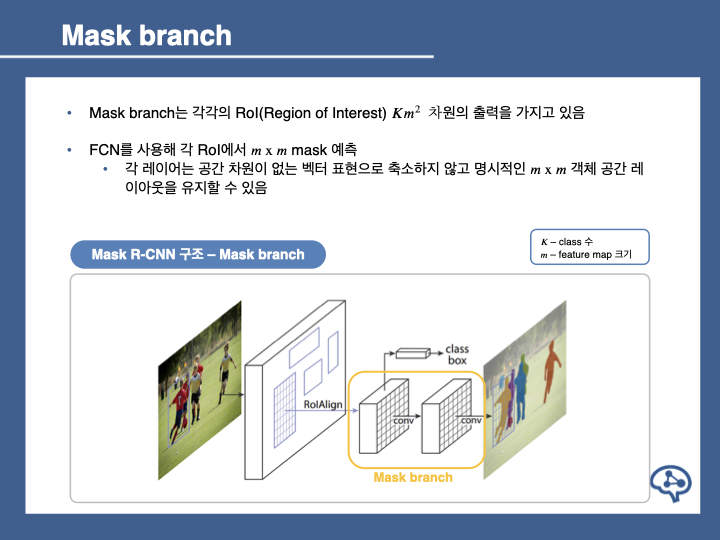 Mask branch
• Mask branch는 각각의 RoI(Region of Interest) Km² 차원의 출력을 가지고 있음
• FCN를 사용해 각 RoI에서 m x m mask 예측
• 각 레이어는 공간 차원이 없는 벡터 표현으로 축소하지 않고 명시적인 m x m 객체 공간 레
이아웃을 유지할 수 있음
K – class 수
m – feature map 크기
Mask R-CNN 구조 – Mask branch
class
box
RoIAlign
conv
conv
Mask branch